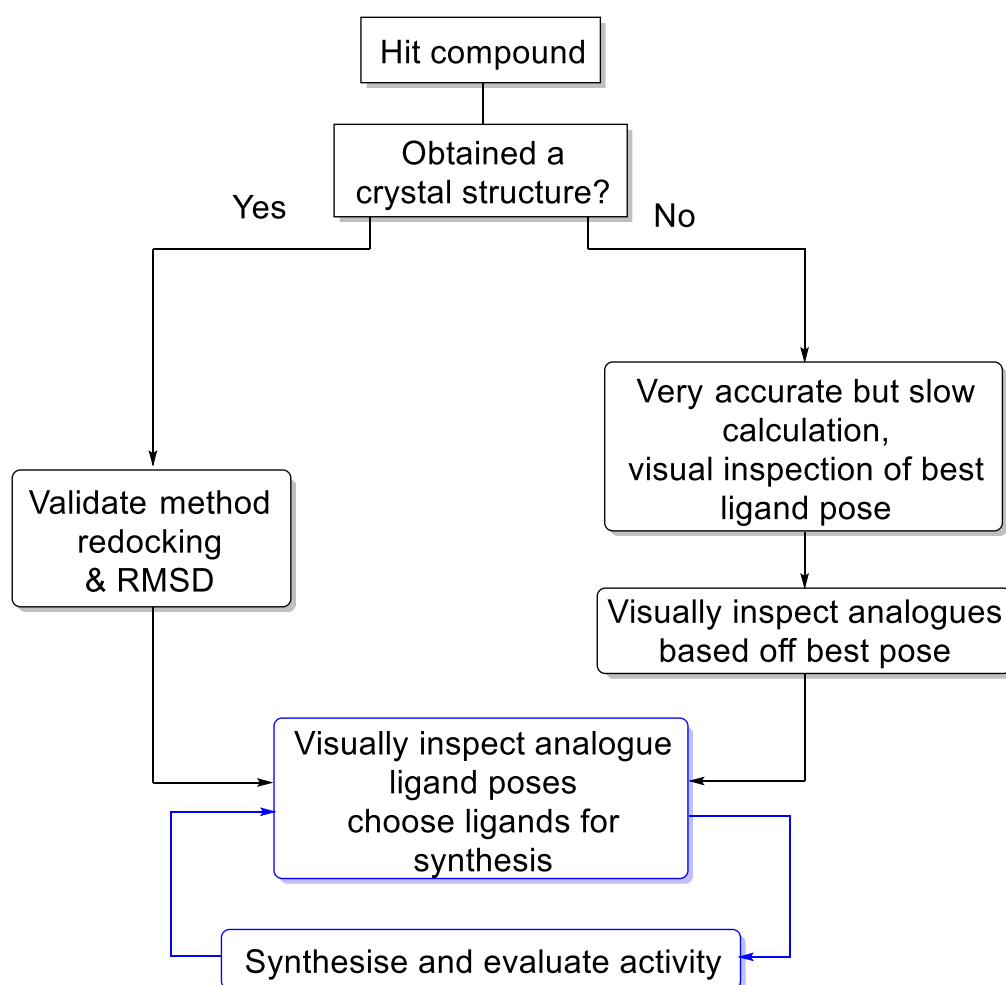 Hit compound
Obtained a
crystal structure?
Yes
No
Very accurate but slow
calculation,
visual inspection of best
ligand pose
Validate method
redocking
& RMSD
Visually inspect analogues
based off best pose
Visually inspect analogue
ligand poses
choose ligands for
synthesis
Synthesise and evaluate activity